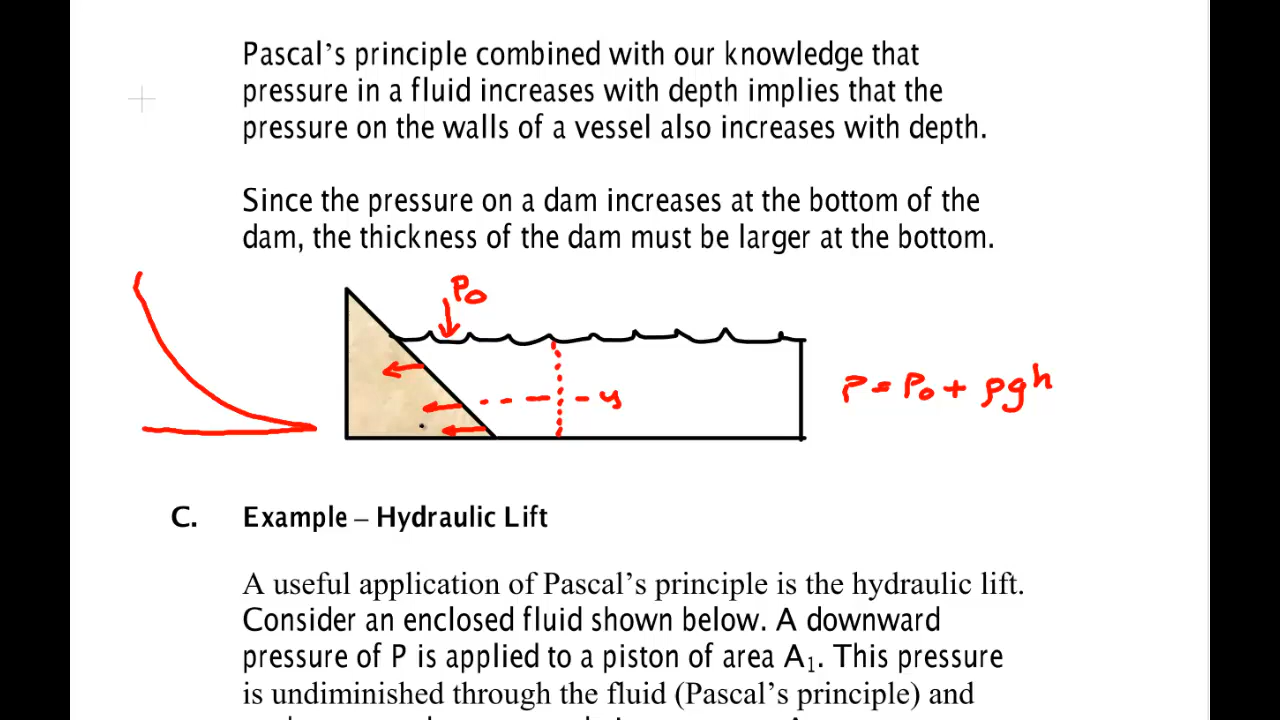 Pascal's principle combined with our knowledge that
pressure in a fluid increases with depth implies that the
pressure on the walls of a vessel also increases with depth.
Since the pressure on a dam increases at the bottom of the
dam, the thickness of the dam must be larger at the bottom.
P₀
y
P = P₀ + ρgh
C. Example – Hydraulic Lift
A useful application of Pascal's principle is the hydraulic lift.
Consider an enclosed fluid shown below. A downward
pressure of P is applied to a piston of area A₁. This pressure
is undiminished through the fluid (Pascal's principle) and